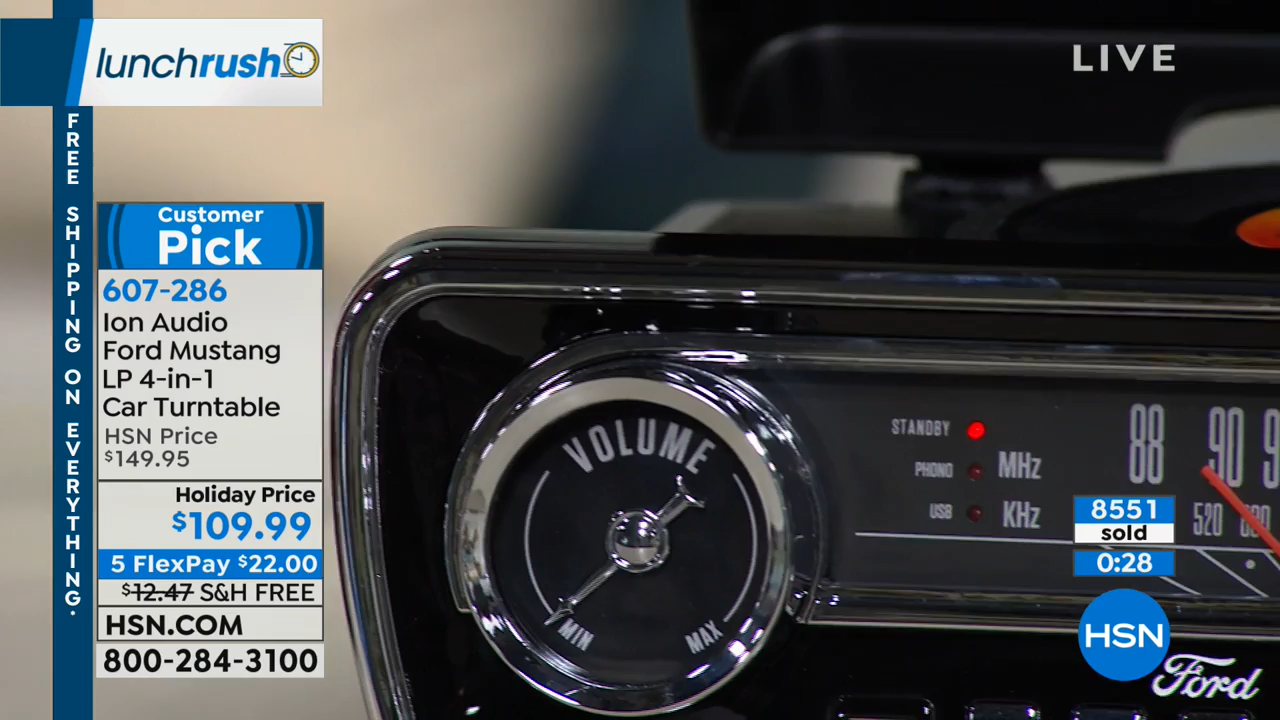 lunchrush
LIVE
FREE SHIPPING ON EVERYTHING.*
Customer
Pick
607-286
Ion Audio
Ford Mustang
LP 4-in-1
Car Turntable
HSN Price
$149.95
Holiday Price
$109.99
5 FlexPay $22.00
$12.47 S&H FREE
HSN.COM
800-284-3100
VOLUME
MIN MAX
STANDBY
PHONO MHz
USB KHz
88 90
520
8551
sold
0:28
HSN
Ford